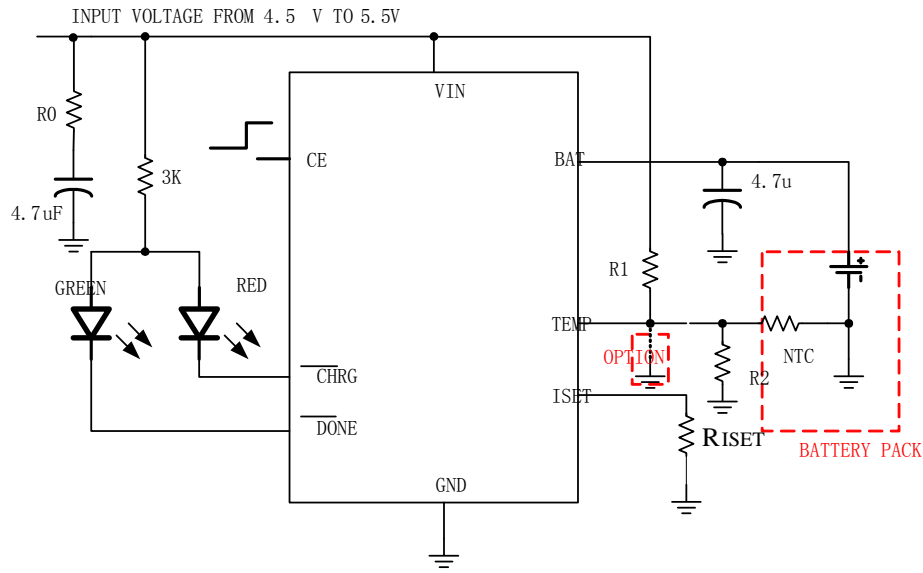 INPUT VOLTAGE FROM 4.5 V TO 5.5V
VIN
R0
CE
BAT
3K
4.7uF
4.7u
R1
GREEN
RED
+
TEMP
OPTION
NTC
R2
CHRG
ISET
DONE
RISET
BATTERY PACK
GND